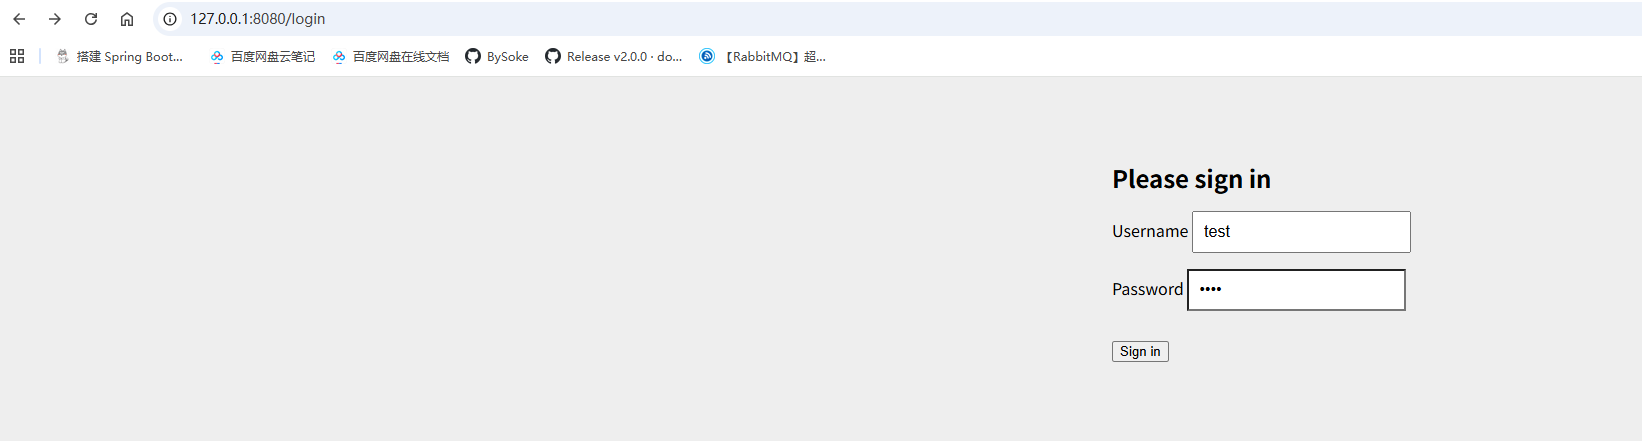 127.0.0.1:8080/login
搭建 Spring Boot... 百度网盘云笔记 百度网盘在线文档 BySoke Release v2.0.0 · do... 【RabbitMQ】超...
Please sign in
Username test
Password ••••
Sign in